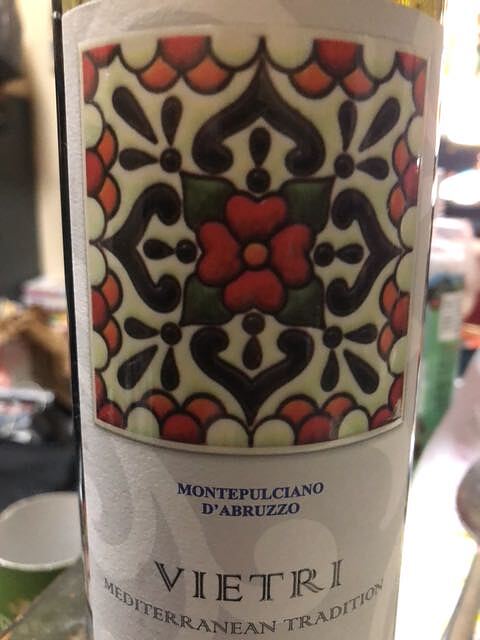 MONTEPULCIANO
D'ABRUZZO
VIETRI
MEDITERRANEAN TRADITION